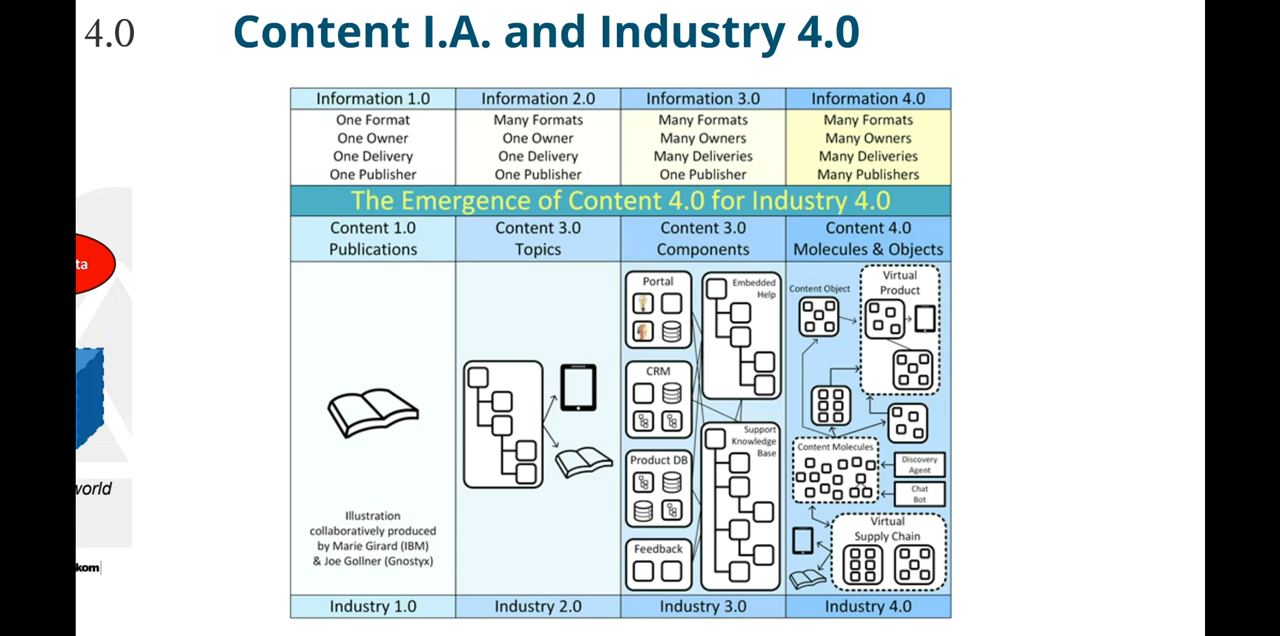 4.0
Content I.A. and Industry 4.0
Information 1.0
Information 2.0
Information 3.0
Information 4.0
One Format
One Owner
One Delivery
One Publisher
Many Formats
One Owner
One Delivery
One Publisher
Many Formats
Many Owners
Many Deliveries
One Publisher
Many Formats
Many Owners
Many Deliveries
Many Publishers
The Emergence of Content 4.0 for Industry 4.0
Content 1.0
Publications
Content 3.0
Topics
Content 3.0
Components
Content 4.0
Molecules & Objects
Illustration
collaboratively produced
by Marie Girard (IBM)
& Joe Gollner (Gnostyx)
Portal
CRM
Product DB
Feedback
Embedded
Help
Support
Knowledge
Base
Content Object
Virtual
Product
Content Molecules
Discovery
Agent
Chat
Bot
Virtual
Supply Chain
Industry 1.0
Industry 2.0
Industry 3.0
Industry 4.0
ta
world
kom